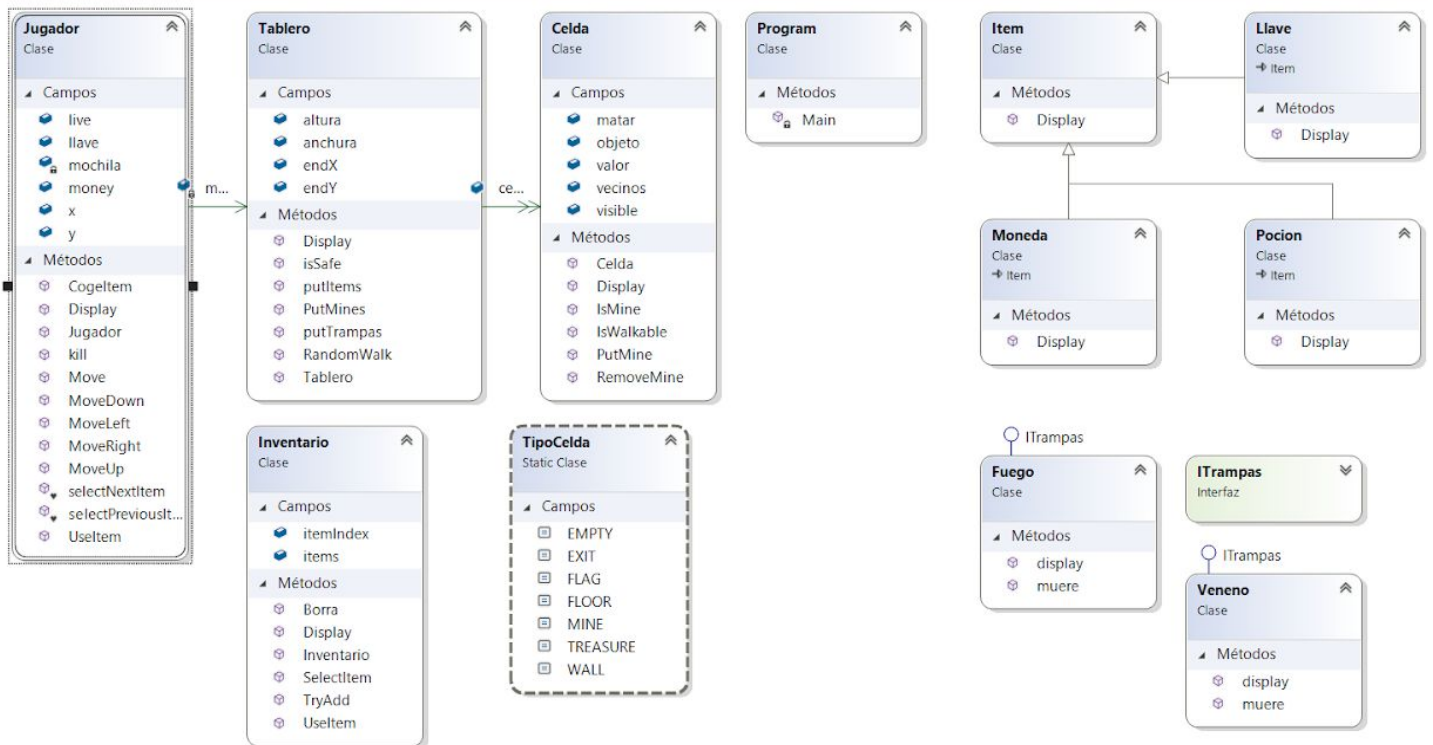 Jugador
Clase
Campos
live
llave
mochila
money
x
y
Métodos
CogeItem
Display
Jugador
kill
Move
MoveDown
MoveLeft
MoveRight
MoveUp
selectNextItem
selectPreviousIt...
UseItem
m...
Tablero
Clase
Campos
altura
anchura
endX
endY
Métodos
Display
isSafe
putItems
PutMines
putTrampas
RandomWalk
Tablero
ce...
Celda
Clase
Campos
matar
objeto
valor
vecinos
visible
Métodos
Celda
Display
IsMine
IsWalkable
PutMine
RemoveMine
Program
Clase
Métodos
Main
Item
Clase
Métodos
Display
Llave
Clase
Item
Métodos
Display
Moneda
Clase
Item
Métodos
Display
Pocion
Clase
Item
Métodos
Display
Inventario
Clase
Campos
itemIndex
items
Métodos
Borra
Display
Inventario
SelectItem
TryAdd
UseItem
TipoCelda
Static Clase
Campos
EMPTY
EXIT
FLAG
FLOOR
MINE
TREASURE
WALL
ITrampas
Fuego
Clase
Métodos
display
muere
ITrampas
Interfaz
ITrampas
Veneno
Clase
Métodos
display
muere